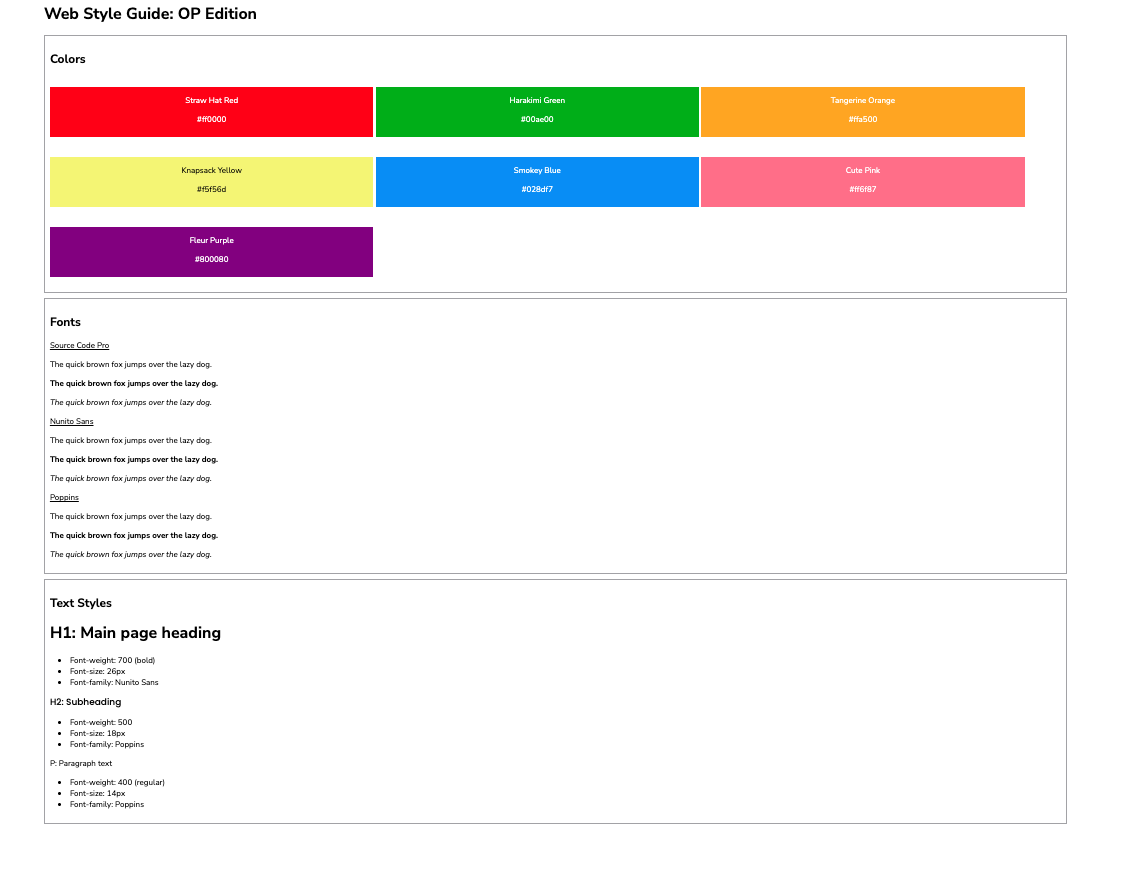 Web Style Guide: OP Edition
Colors
Straw Hat Red
#ff0000
Harakimi Green
#00ae00
Tangerine Orange
#ffa500
Knapsack Yellow
#f5f56d
Smokey Blue
#028df7
Cute Pink
#ff6f87
Fleur Purple
#800080
Fonts
Source Code Pro
The quick brown fox jumps over the lazy dog.
The quick brown fox jumps over the lazy dog.
The quick brown fox jumps over the lazy dog.
Nunito Sans
The quick brown fox jumps over the lazy dog.
The quick brown fox jumps over the lazy dog.
The quick brown fox jumps over the lazy dog.
Poppins
The quick brown fox jumps over the lazy dog.
The quick brown fox jumps over the lazy dog.
The quick brown fox jumps over the lazy dog.
Text Styles
H1: Main page heading
• Font-weight: 700 (bold)
• Font-size: 26px
• Font-family: Nunito Sans
H2: Subheading
• Font-weight: 500
• Font-size: 18px
• Font-family: Poppins
P: Paragraph text
• Font-weight: 400 (regular)
• Font-size: 14px
• Font-family: Poppins